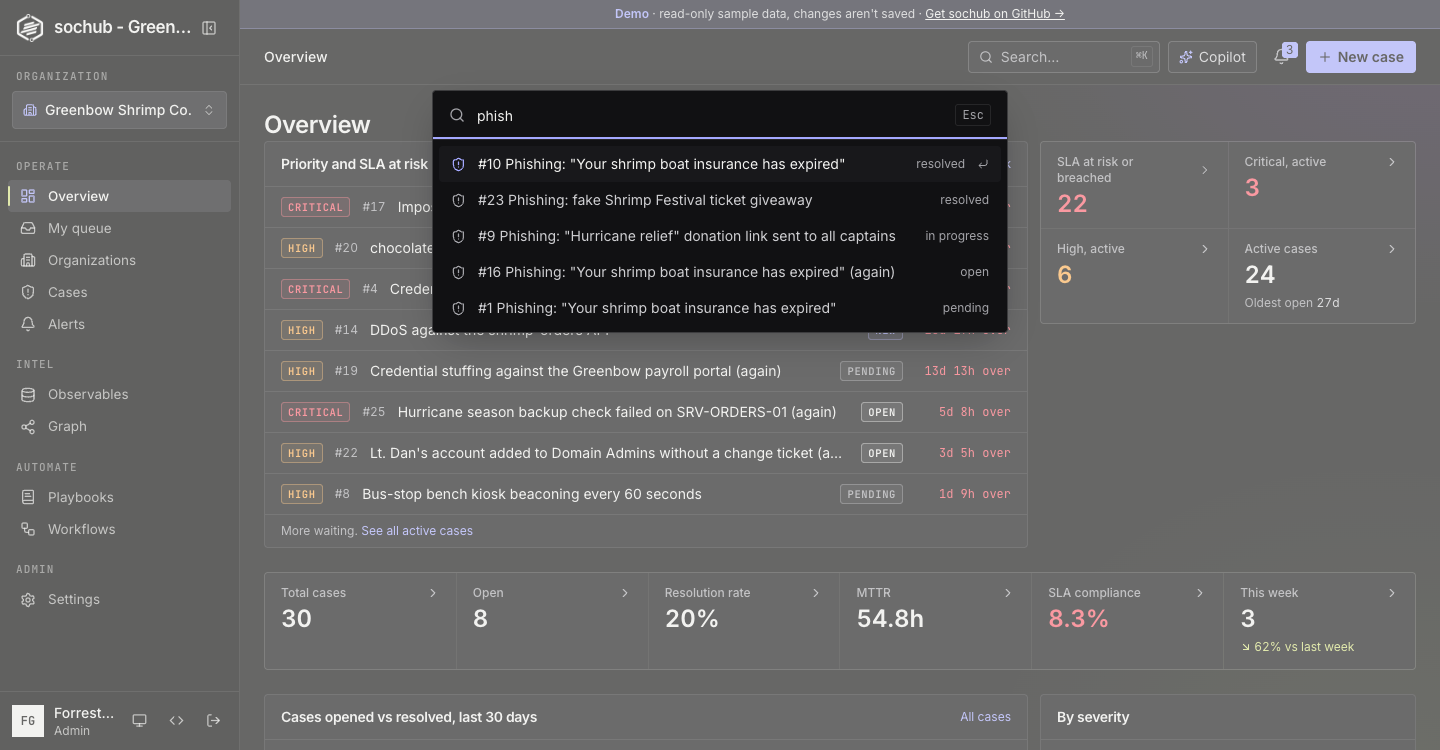 sochub - Green...
Demo · read-only sample data, changes aren't saved · Get sochub on GitHub →
ORGANIZATION
Greenbow Shrimp Co.
OPERATE
Overview
My queue
Organizations
Cases
Alerts
INTEL
Observables
Graph
AUTOMATE
Playbooks
Workflows
ADMIN
Settings
FG
Forrest...
Admin
Overview
Search...
⌘K
Copilot
3
New case
phish
Esc
#10 Phishing: "Your shrimp boat insurance has expired"
resolved
#23 Phishing: fake Shrimp Festival ticket giveaway
resolved
#9 Phishing: "Hurricane relief" donation link sent to all captains
in progress
#16 Phishing: "Your shrimp boat insurance has expired" (again)
open
#1 Phishing: "Your shrimp boat insurance has expired"
pending
Overview
Priority and SLA at risk
CRITICAL #17
HIGH #20 chocolate
CRITICAL #4
HIGH #14 DDoS against the shrimp-orders API
HIGH #19 Credential stuffing against the Greenbow payroll portal (again) PENDING 13d 13h over
CRITICAL #25 Hurricane season backup check failed on SRV-ORDERS-01 (again) OPEN 5d 8h over
HIGH #22 Lt. Dan's account added to Domain Admins without a change ticket (a... OPEN 3d 5h over
HIGH #8 Bus-stop bench kiosk beaconing every 60 seconds PENDING 1d 9h over
More waiting. See all active cases
SLA at risk or
breached
22
Critical, active
3
High, active
6
Active cases
24
Oldest open 27d
Total cases
30
Open
8
Resolution rate
20%
MTTR
54.8h
SLA compliance
8.3%
This week
3
↘ 62% vs last week
Cases opened vs resolved, last 30 days
All cases
By severity